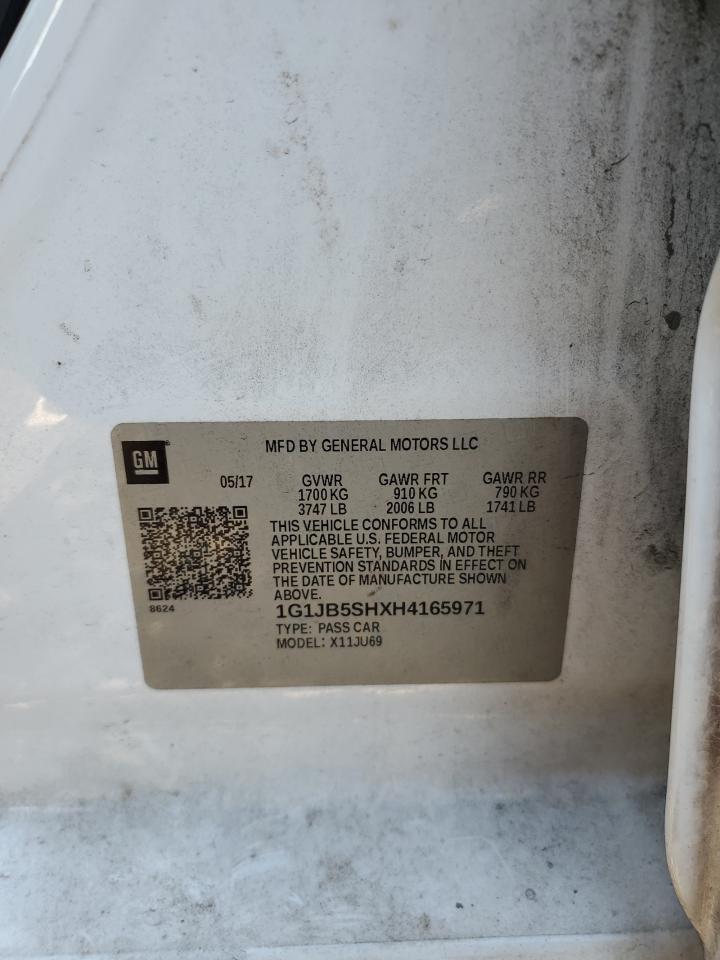 GM
MFD BY GENERAL MOTORS LLC
05/17 GVWR GAWR FRT GAWR RR
1700 KG 910 KG 790 KG
3747 LB 2006 LB 1741 LB
THIS VEHICLE CONFORMS TO ALL
APPLICABLE U.S. FEDERAL MOTOR
VEHICLE SAFETY, BUMPER, AND THEFT
PREVENTION STANDARDS IN EFFECT ON
THE DATE OF MANUFACTURE SHOWN
ABOVE.
8624
1G1JB5SHXH4165971
TYPE: PASS CAR
MODEL: X11JU69